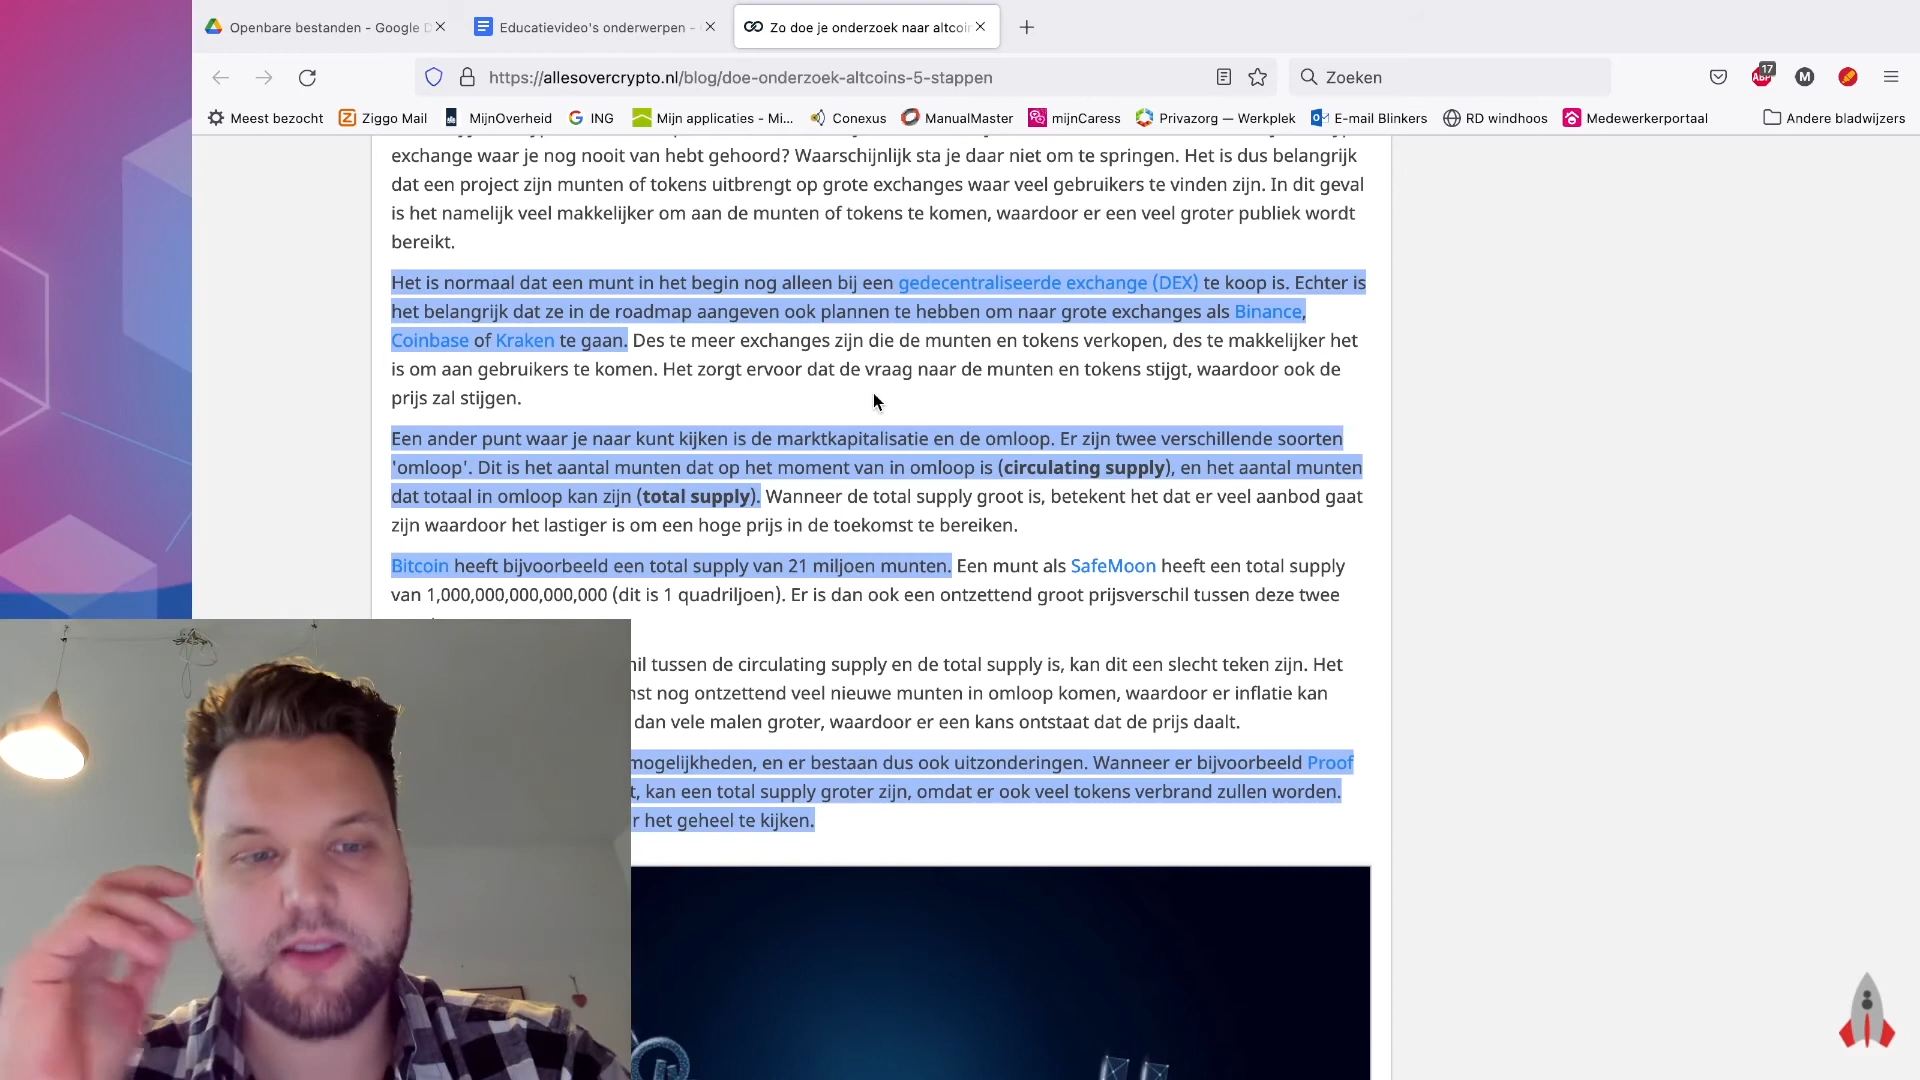 Openbare bestanden - Google D
Educatievideo's onderwerpen -
Zo doe je onderzoek naar altcoin
https://allesovercrypto.nl/blog/doe-onderzoek-altcoins-5-stappen
Zoeken
ABP
17
M
Meest bezocht
Ziggo Mail
MijnOverheid
ING
Mijn applicaties - Mi...
Conexus
ManualMaster
mijnCaress
Privazorg — Werkplek
E-mail Blinkers
RD windhoos
Medewerkerportaal
Andere bladwijzers
exchange waar je nog nooit van hebt gehoord? Waarschijnlijk sta je daar niet om te springen. Het is dus belangrijk
dat een project zijn munten of tokens uitbrengt op grote exchanges waar veel gebruikers te vinden zijn. In dit geval
is het namelijk veel makkelijker om aan de munten of tokens te komen, waardoor er een veel groter publiek wordt
bereikt.
Het is normaal dat een munt in het begin nog alleen bij een gedecentraliseerde exchange (DEX) te koop is. Echter is
het belangrijk dat ze in de roadmap aangeven ook plannen te hebben om naar grote exchanges als Binance,
Coinbase of Kraken te gaan. Des te meer exchanges zijn die de munten en tokens verkopen, des te makkelijker het
is om aan gebruikers te komen. Het zorgt ervoor dat de vraag naar de munten en tokens stijgt, waardoor ook de
prijs zal stijgen.
Een ander punt waar je naar kunt kijken is de marktkapitalisatie en de omloop. Er zijn twee verschillende soorten
'omloop'. Dit is het aantal munten dat op het moment van in omloop is (circulating supply), en het aantal munten
dat totaal in omloop kan zijn (total supply). Wanneer de total supply groot is, betekent het dat er veel aanbod gaat
zijn waardoor het lastiger is om een hoge prijs in de toekomst te bereiken.
Bitcoin heeft bijvoorbeeld een total supply van 21 miljoen munten. Een munt als SafeMoon heeft een total supply
van 1,000,000,000,000,000 (dit is 1 quadriljoen). Er is dan ook een ontzettend groot prijsverschil tussen deze twee
tussen de circulating supply en de total supply is, kan dit een slecht teken zijn. Het
nog ontzettend veel nieuwe munten in omloop komen, waardoor er inflatie kan
dan vele malen groter, waardoor er een kans ontstaat dat de prijs daalt.
mogelijkheden, en er bestaan dus ook uitzonderingen. Wanneer er bijvoorbeeld Proof
t, kan een total supply groter zijn, omdat er ook veel tokens verbrand zullen worden.
r het geheel te kijken.